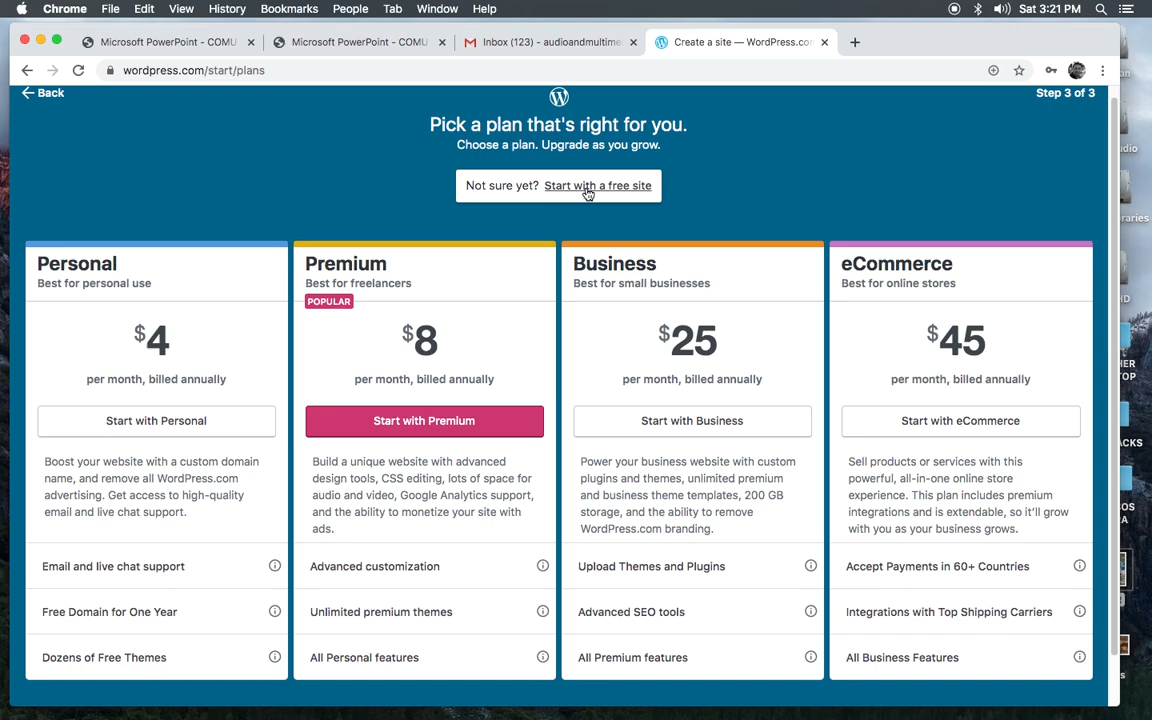 Chrome File Edit View History Bookmarks People Tab Window Help Sat 3:21 PM
Microsoft PowerPoint - COMU
Microsoft PowerPoint - COMU
Inbox (123) - audioandmultime
Create a site — WordPress.com
wordpress.com/start/plans
Back
Step 3 of 3
Pick a plan that's right for you.
Choose a plan. Upgrade as you grow.
Not sure yet? Start with a free site
Personal
Best for personal use
$4
per month, billed annually
Start with Personal
Boost your website with a custom domain
name, and remove all WordPress.com
advertising. Get access to high-quality
email and live chat support.
Email and live chat support
Free Domain for One Year
Dozens of Free Themes
Premium
Best for freelancers
POPULAR
$8
per month, billed annually
Start with Premium
Build a unique website with advanced
design tools, CSS editing, lots of space for
audio and video, Google Analytics support,
and the ability to monetize your site with
ads.
Advanced customization
Unlimited premium themes
All Personal features
Business
Best for small businesses
$25
per month, billed annually
Start with Business
Power your business website with custom
plugins and themes, unlimited premium
and business theme templates, 200 GB
storage, and the ability to remove
WordPress.com branding.
Upload Themes and Plugins
Advanced SEO tools
All Premium features
eCommerce
Best for online stores
$45
per month, billed annually
Start with eCommerce
Sell products or services with this
powerful, all-in-one online store
experience. This plan includes premium
integrations and is extendable, so it'll grow
with you as your business grows.
Accept Payments in 60+ Countries
Integrations with Top Shipping Carriers
All Business Features
an
dio
raries
HD
HER
TOP
ACKS
OS
RA
s